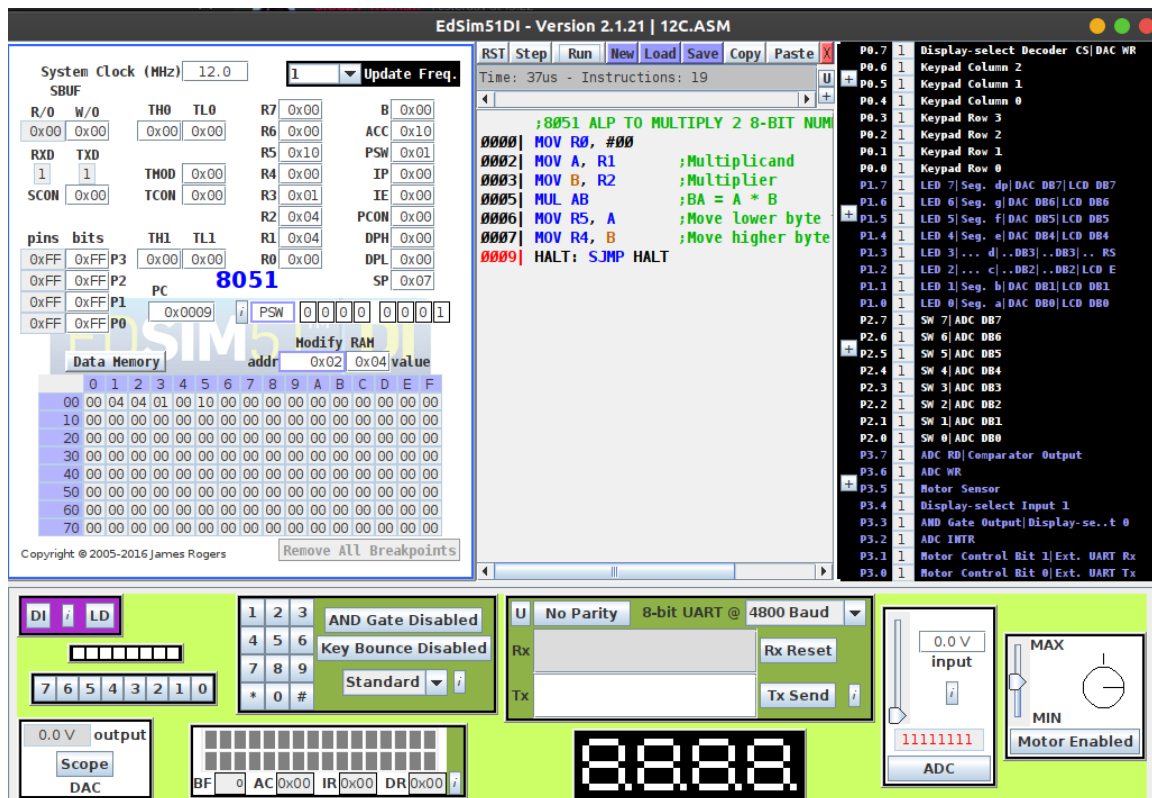 EdSim51DI - Version 2.1.21 | 12C.ASM
System Clock (MHz) 12.0 1 Update Freq.
SBUF
R/O W/O TH0 TL0 R7 0x00 B 0x00
0x00 0x00 0x00 0x00 R6 0x00 ACC 0x10
RXD TXD R5 0x10 PSW 0x01
1 1 TMOD 0x00 R4 0x00 IP 0x00
SCON 0x00 TCON 0x00 R3 0x01 IE 0x00
R2 0x04 PCON 0x00
pins bits TH1 TL1 R1 0x04 DPH 0x00
0xFF 0xFF P3 0x00 0x00 R0 0x00 DPL 0x00
0xFF 0xFF P2 8051 SP 0x07
0xFF 0xFF P1 PC
0xFF 0xFF P0 0x0009 i PSW 0 0 0 0 0 0 0 1
EDSIM51DI
Modify RAM
Data Memory addr 0x02 0x04 value
0 1 2 3 4 5 6 7 8 9 A B C D E F
00 00 04 04 01 00 10 00 00 00 00 00 00 00 00 00 00
10 00 00 00 00 00 00 00 00 00 00 00 00 00 00 00 00
20 00 00 00 00 00 00 00 00 00 00 00 00 00 00 00 00
30 00 00 00 00 00 00 00 00 00 00 00 00 00 00 00 00
40 00 00 00 00 00 00 00 00 00 00 00 00 00 00 00 00
50 00 00 00 00 00 00 00 00 00 00 00 00 00 00 00 00
60 00 00 00 00 00 00 00 00 00 00 00 00 00 00 00 00
70 00 00 00 00 00 00 00 00 00 00 00 00 00 00 00 00
Copyright © 2005-2016 James Rogers Remove All Breakpoints
RST Step Run New Load Save Copy Paste X
Time: 37us - Instructions: 19 U
;8051 ALP TO MULTIPLY 2 8-BIT NUM
0000| MOV R0, #00
0002| MOV A, R1 ;Multiplicand
0003| MOV B, R2 ;Multiplier
0005| MUL AB ;BA = A * B
0006| MOV R5, A ;Move lower byte
0007| MOV R4, B ;Move higher byte
0009| HALT: SJMP HALT
P0.7 1 Display-select Decoder CS|DAC WR
P0.6 1 Keypad Column 2
P0.5 1 Keypad Column 1
P0.4 1 Keypad Column 0
P0.3 1 Keypad Row 3
P0.2 1 Keypad Row 2
P0.1 1 Keypad Row 1
P0.0 1 Keypad Row 0
P1.7 1 LED 7|Seg. dp|DAC DB7|LCD DB7
P1.6 1 LED 6|Seg. g|DAC DB6|LCD DB6
P1.5 1 LED 5|Seg. f|DAC DB5|LCD DB5
P1.4 1 LED 4|Seg. e|DAC DB4|LCD DB4
P1.3 1 LED 3|... d|..DB3|..DB3|.. RS
P1.2 1 LED 2|... c|..DB2|..DB2|LCD E
P1.1 1 LED 1|Seg. b|DAC DB1|LCD DB1
P1.0 1 LED 0|Seg. a|DAC DB0|LCD DB0
P2.7 1 SW 7|ADC DB7
P2.6 1 SW 6|ADC DB6
P2.5 1 SW 5|ADC DB5
P2.4 1 SW 4|ADC DB4
P2.3 1 SW 3|ADC DB3
P2.2 1 SW 2|ADC DB2
P2.1 1 SW 1|ADC DB1
P2.0 1 SW 0|ADC DB0
P3.7 1 ADC RD|Comparator Output
P3.6 1 ADC WR
P3.5 1 Motor Sensor
P3.4 1 Display-select Input 1
P3.3 1 AND Gate Output|Display-se..t 0
P3.2 1 ADC INTR
P3.1 1 Motor Control Bit 1|Ext. UART Rx
P3.0 1 Motor Control Bit 0|Ext. UART Tx
DI i LD
7 6 5 4 3 2 1 0
0.0 V output
Scope
DAC
1 2 3 AND Gate Disabled
4 5 6 Key Bounce Disabled
7 8 9 Standard i
* 0 #
BF 0 AC 0x00 IR 0x00 DR 0x00 i
U No Parity 8-bit UART @ 4800 Baud
Rx Rx Reset
Tx Tx Send i
8.8.8.8.
0.0 V
input
i
11111111
ADC
MAX
MIN
Motor Enabled